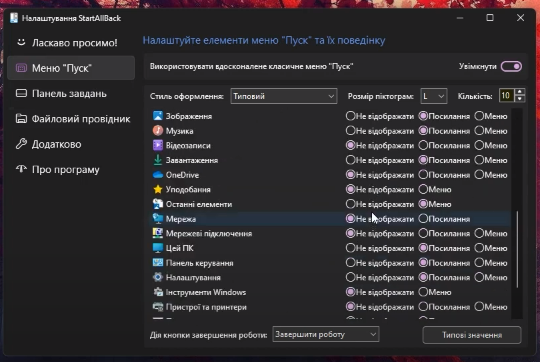 Налаштування StartAllBack
Ласкаво просимо!
Меню "Пуск"
Панель завдань
Файловий провідник
Додатково
Про програму
Налаштуйте елементи меню "Пуск" та їх поведінку
Використовувати вдосконалене класичне меню "Пуск" Увімкнути
Стиль оформлення: Типовий Розмір піктограм: L Кількість: 10
Зображення Не відображати Посилання Меню
Музика Не відображати Посилання Меню
Відеозаписи Не відображати Посилання Меню
Завантаження Не відображати Посилання Меню
OneDrive Не відображати Посилання Меню
Уподобання Не відображати Меню
Останні елементи Не відображати Меню
Мережа Не відображати Посилання
Мережеві підключення Не відображати Посилання Меню
Цей ПК Не відображати Посилання Меню
Панель керування Не відображати Посилання Меню
Налаштування Не відображати Посилання Меню
Інструменти Windows Не відображати Меню
Пристрої та принтери Не відображати Посилання Меню
Дія кнопки завершення роботи: Завершити роботу Типові значення